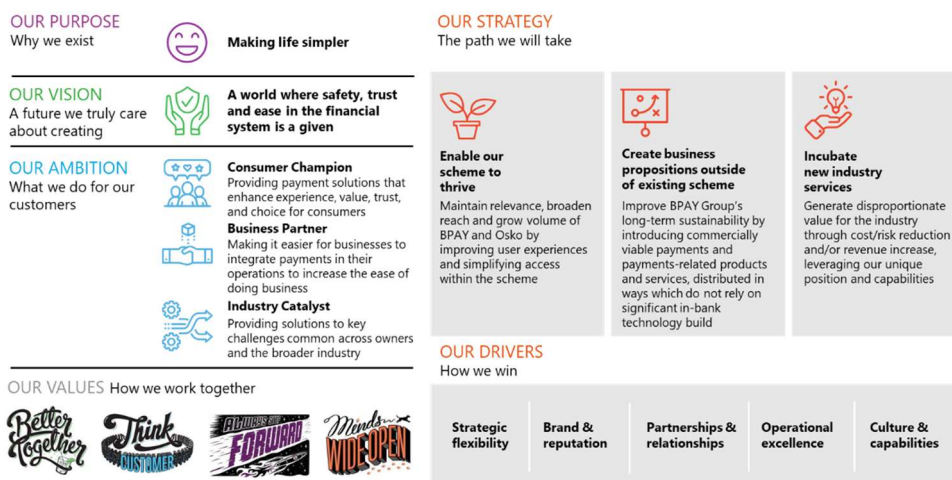 OUR PURPOSE
Why we exist
Making life simpler
OUR VISION
A future we truly care
about creating
A world where safety, trust
and ease in the financial
system is a given
OUR AMBITION
What we do for our
customers
Consumer Champion
Providing payment solutions that
enhance experience, value, trust,
and choice for consumers
Business Partner
Making it easier for businesses to
integrate payments in their
operations to increase the ease of
doing business
Industry Catalyst
Providing solutions to key
challenges common across owners
and the broader industry
OUR VALUES How we work together
Better
Together
Think
CUSTOMER
ALWAYS
FORWARD
Minds
WIDE OPEN
OUR STRATEGY
The path we will take
Enable our
scheme to
thrive
Maintain relevance, broaden
reach and grow volume of
BPAY and Osko by
improving user experiences
and simplifying access
within the scheme
Create business
propositions outside
of existing scheme
Improve BPAY Group's
long-term sustainability by
introducing commercially
viable payments and
payments-related products
and services, distributed in
ways which do not rely on
significant in-bank
technology build
Incubate
new industry
services
Generate disproportionate
value for the industry
through cost/risk reduction
and/or revenue increase,
leveraging our unique
position and capabilities
OUR DRIVERS
How we win
Strategic
flexibility
Brand &
reputation
Partnerships &
relationships
Operational
excellence
Culture &
capabilities